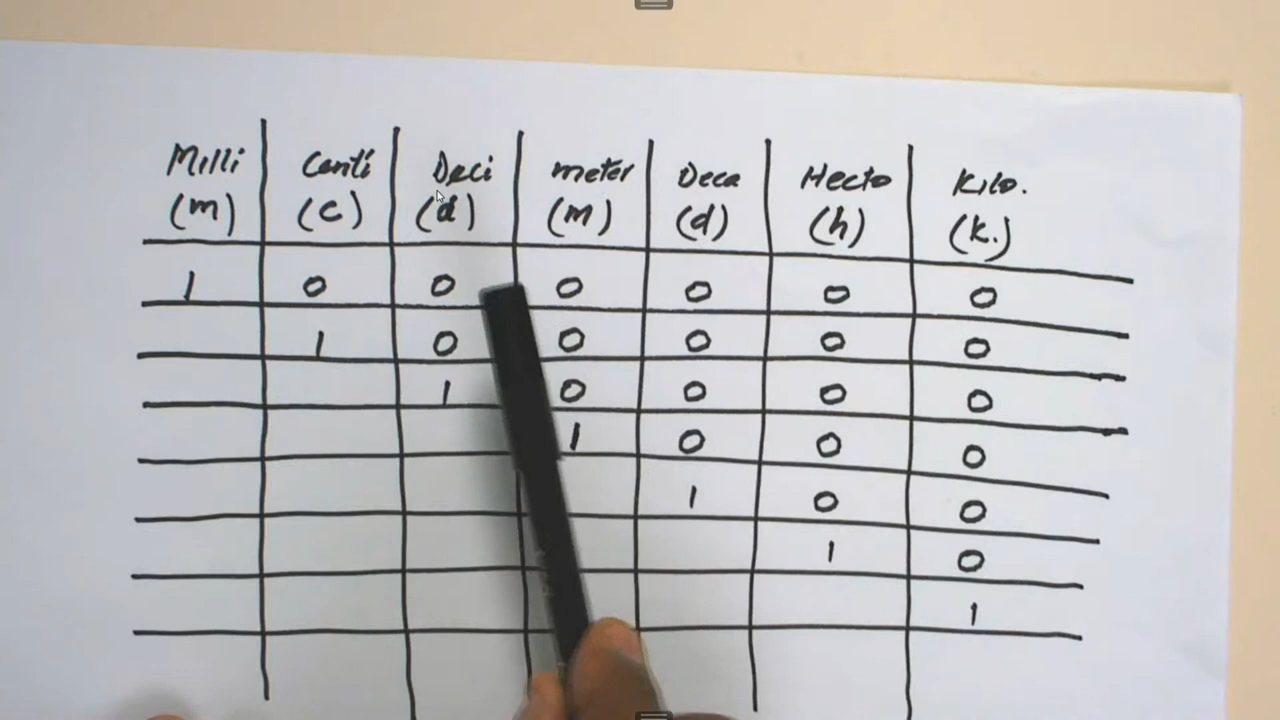 Milli Centi Deci meter Deca Hecto Kilo.
(m) (c) (d) (m) (d) (h) (k.)
1 0 0 0 0 0 0
1 0 0 0 0 0
1 0 0 0 0
1 0 0 0
1 0 0
1 0
1